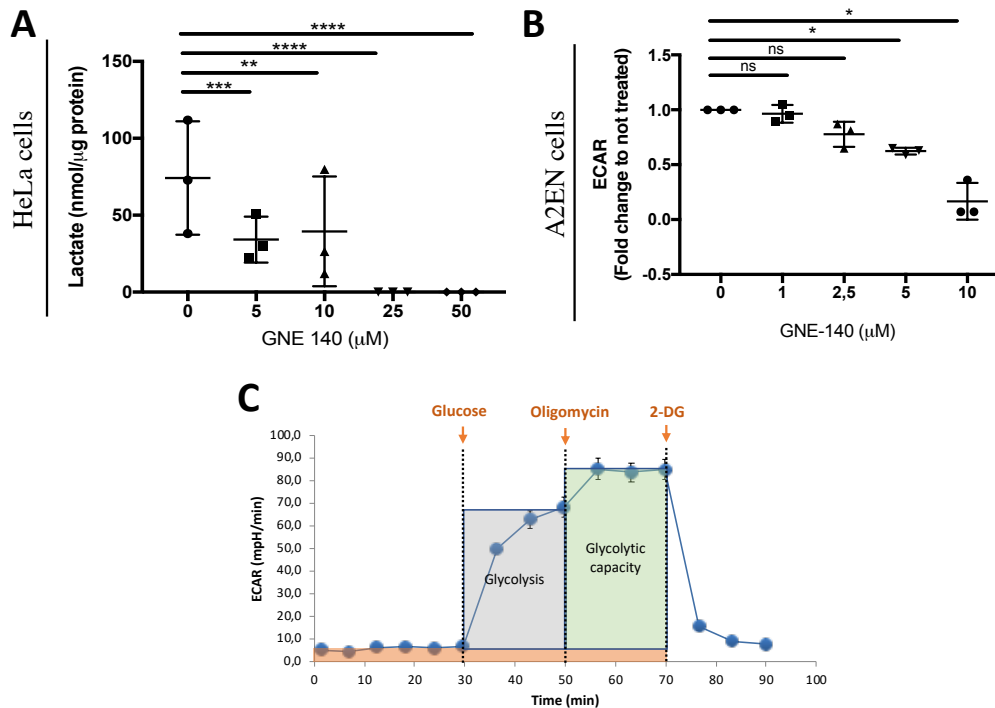 A
HeLa cells
Lactate (nmol/μg protein)
150
100
50
0
****
****
**
***
0 5 10 25 50
GNE 140 (μM)
B
A2EN cells
ECAR
(Fold change to not treated)
1.5
1.0
0.5
0.0
-0.5
*
*
ns
ns
0 1 2,5 5 10
GNE-140 (μM)
C
Glucose Oligomycin 2-DG
ECAR (mpH/min)
100,0
90,0
80,0
70,0
60,0
50,0
40,0
30,0
20,0
10,0
0,0
Glycolysis
Glycolytic
capacity
0 10 20 30 40 50 60 70 80 90 100
Time (min)